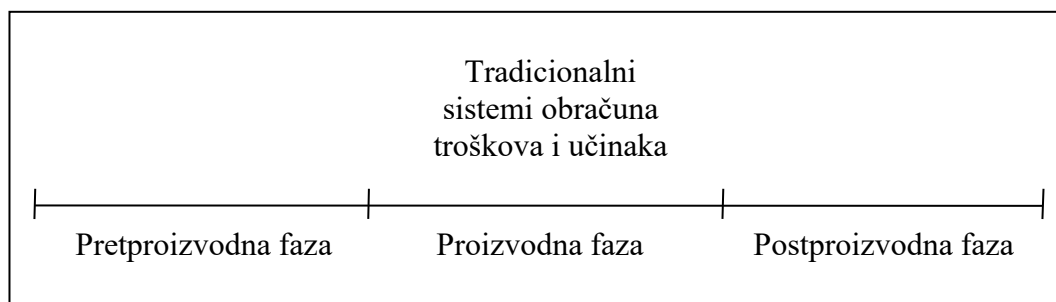 Tradicionalni
sistemi obračuna
troškova i učinaka
Pretproizvodna faza Proizvodna faza Postproizvodna faza